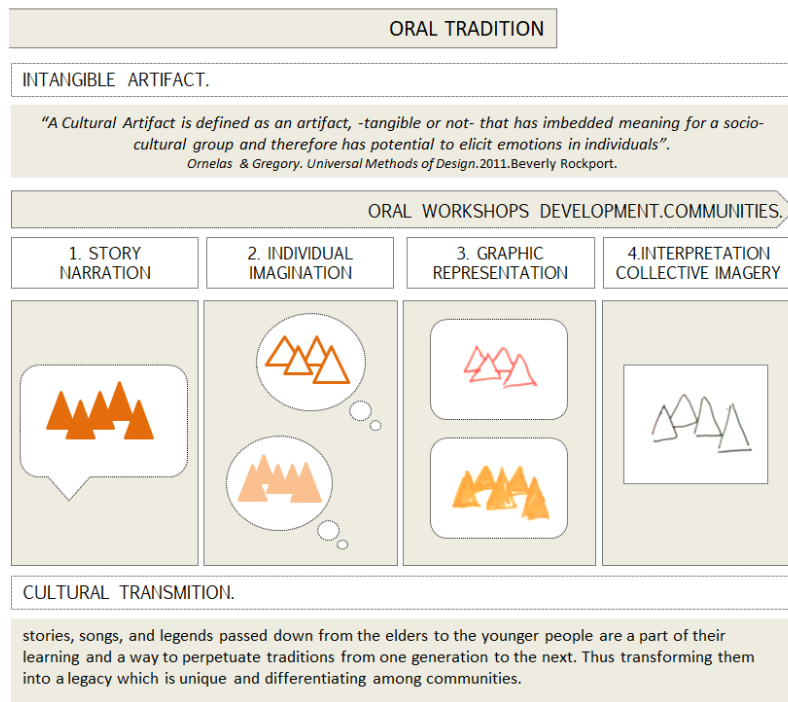 ORAL TRADITION
INTANGIBLE ARTIFACT.
“A Cultural Artifact is defined as an artifact, -tangible or not- that has imbedded meaning for a socio-
cultural group and therefore has potential to elicit emotions in individuals”.
Ornelas & Gregory. Universal Methods of Design.2011.Beverly Rockport.
ORAL WORKSHOPS DEVELOPMENT.COMMUNITIES.
1. STORY
NARRATION
2. INDIVIDUAL
IMAGINATION
3. GRAPHIC
REPRESENTATION
4.INTERPRETATION
COLLECTIVE IMAGERY
CULTURAL TRANSMITION.
stories, songs, and legends passed down from the elders to the younger people are a part of their
learning and a way to perpetuate traditions from one generation to the next. Thus transforming them
into a legacy which is unique and differentiating among communities.